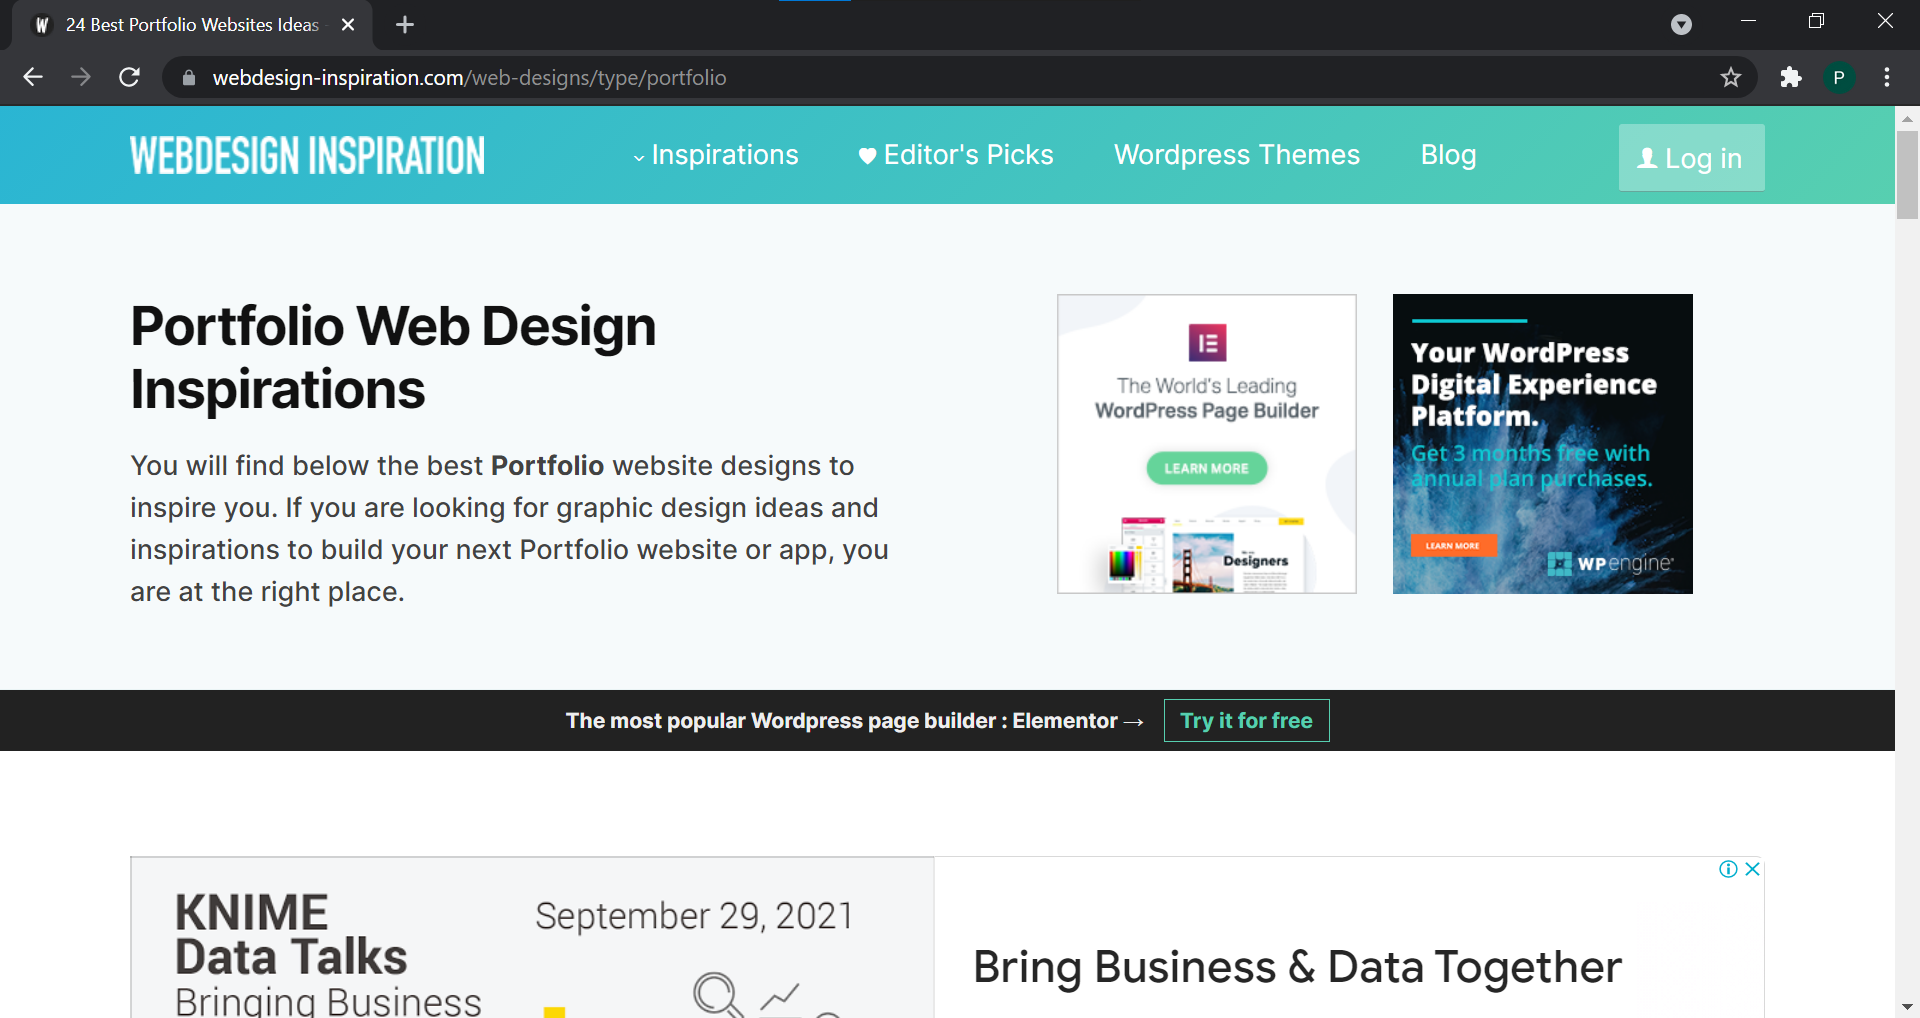 W 24 Best Portfolio Websites Ideas
webdesign-inspiration.com/web-designs/type/portfolio
P
WEBDESIGN INSPIRATION
Inspirations
Editor's Picks
Wordpress Themes
Blog
Log in
Portfolio Web Design
Inspirations
You will find below the best Portfolio website designs to
inspire you. If you are looking for graphic design ideas and
inspirations to build your next Portfolio website or app, you
are at the right place.
The World's Leading
WordPress Page Builder
LEARN MORE
Designers
Your WordPress
Digital Experience
Platform.
Get 3 months free with
annual plan purchases.
LEARN MORE
WP engine
The most popular Wordpress page builder : Elementor →
Try it for free
KNIME
Data Talks
Bringing Business
September 29, 2021
Bring Business & Data Together